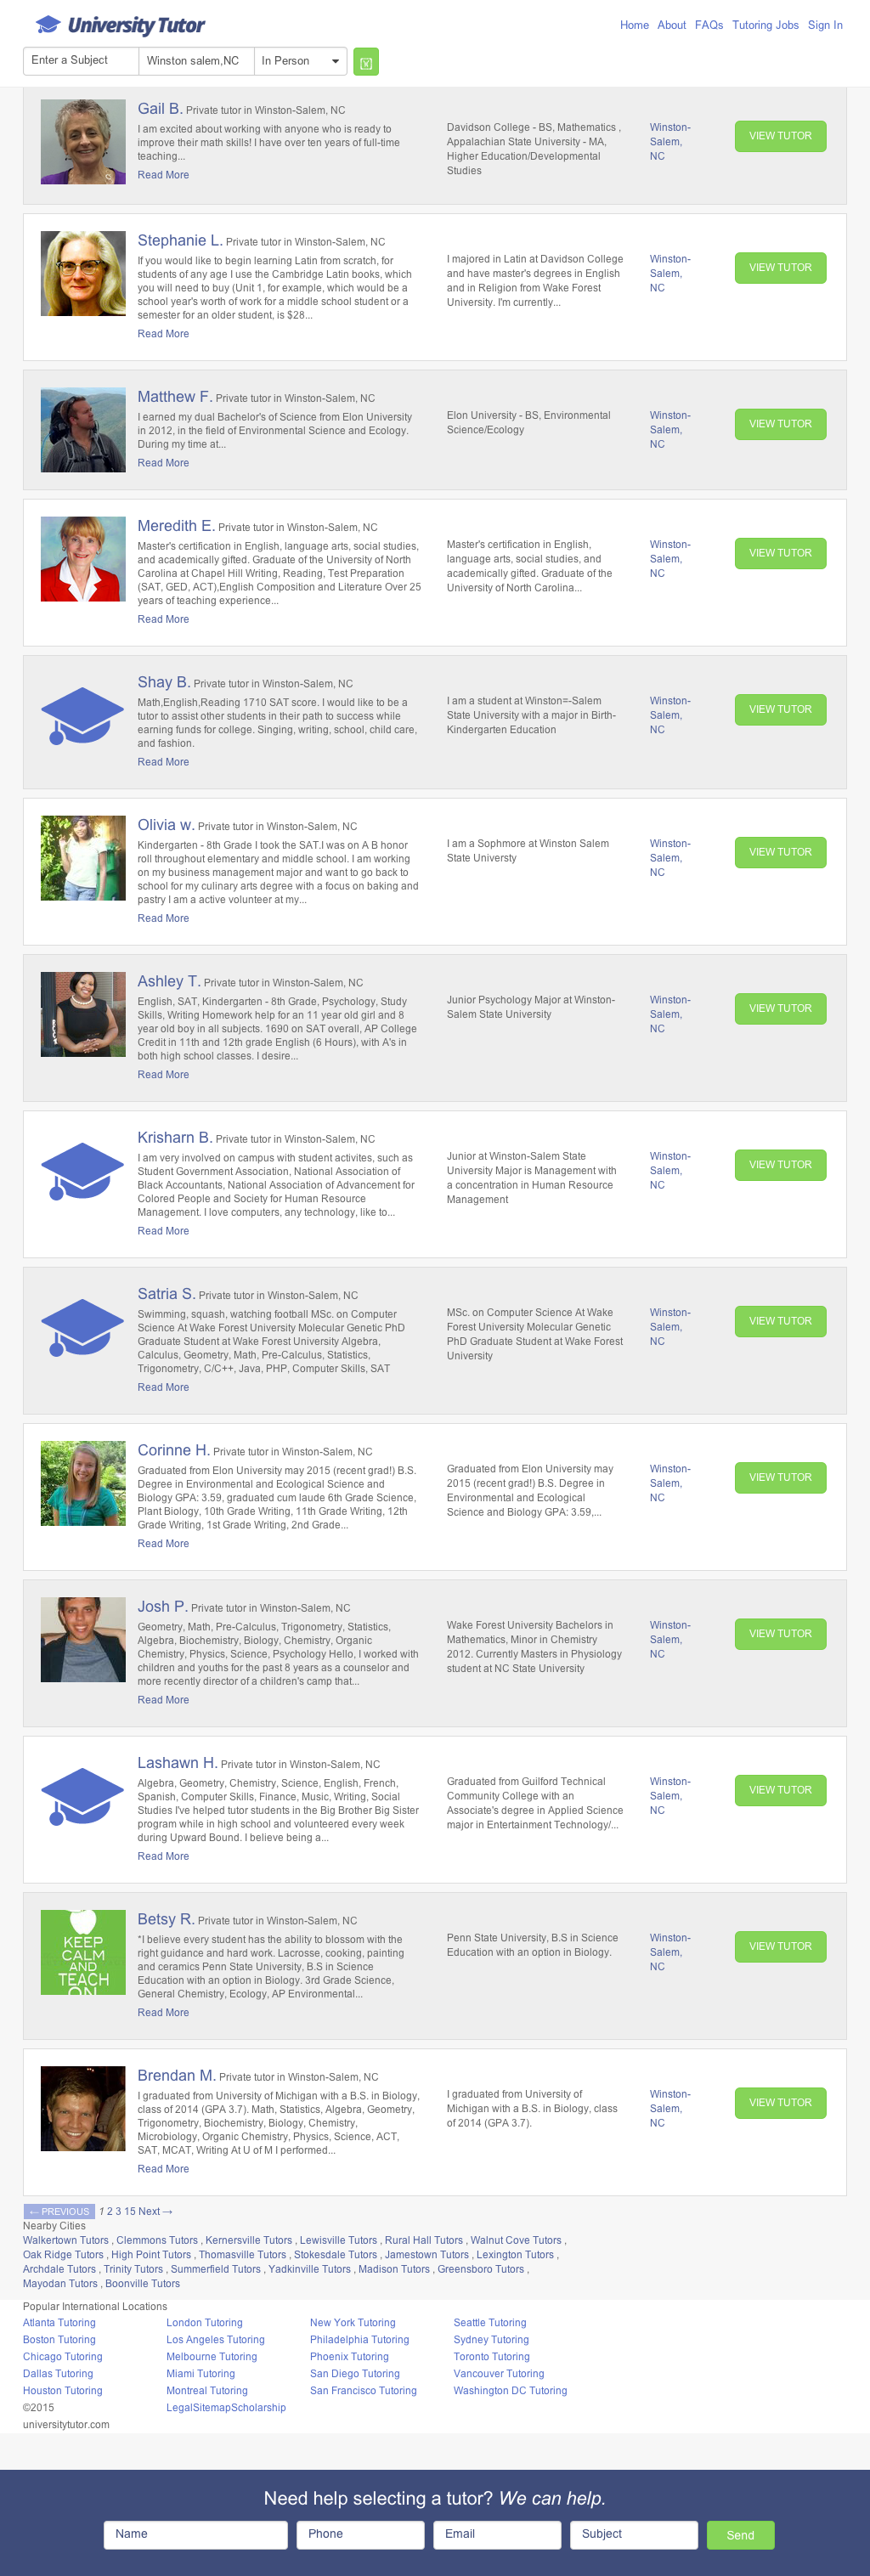 University Tutor
Home About FAQs Tutoring Jobs Sign In
Enter a Subject Winston salem,NC In Person
Gail B. Private tutor in Winston-Salem, NC
I am excited about working with anyone who is ready to
improve their math skills! I have over ten years of full-time
teaching...
Read More
Davidson College - BS, Mathematics ,
Appalachian State University - MA,
Higher Education/Developmental
Studies
Winston-
Salem,
NC
VIEW TUTOR
Stephanie L. Private tutor in Winston-Salem, NC
If you would like to begin learning Latin from scratch, for
students of any age I use the Cambridge Latin books, which
you will need to buy (Unit 1, for example, which would be a
school year's worth of work for a middle school student or a
semester for an older student, is $28...
Read More
I majored in Latin at Davidson College
and have master's degrees in English
and in Religion from Wake Forest
University. I'm currently...
Winston-
Salem,
NC
VIEW TUTOR
Matthew F. Private tutor in Winston-Salem, NC
I earned my dual Bachelor's of Science from Elon University
in 2012, in the field of Environmental Science and Ecology.
During my time at...
Read More
Elon University - BS, Environmental
Science/Ecology
Winston-
Salem,
NC
VIEW TUTOR
Meredith E. Private tutor in Winston-Salem, NC
Master's certification in English, language arts, social studies,
and academically gifted. Graduate of the University of North
Carolina at Chapel Hill Writing, Reading, Test Preparation
(SAT, GED, ACT),English Composition and Literature Over 25
years of teaching experience...
Read More
Master's certification in English,
language arts, social studies, and
academically gifted. Graduate of the
University of North Carolina...
Winston-
Salem,
NC
VIEW TUTOR
Shay B. Private tutor in Winston-Salem, NC
Math,English,Reading 1710 SAT score. I would like to be a
tutor to assist other students in their path to success while
earning funds for college. Singing, writing, school, child care,
and fashion.
Read More
I am a student at Winston=-Salem
State University with a major in Birth-
Kindergarten Education
Winston-
Salem,
NC
VIEW TUTOR
Olivia w. Private tutor in Winston-Salem, NC
Kindergarten - 8th Grade I took the SAT.I was on A B honor
roll throughout elementary and middle school. I am working
on my business management major and want to go back to
school for my culinary arts degree with a focus on baking and
pastry I am a active volunteer at my...
Read More
I am a Sophmore at Winston Salem
State Universty
Winston-
Salem,
NC
VIEW TUTOR
Ashley T. Private tutor in Winston-Salem, NC
English, SAT, Kindergarten - 8th Grade, Psychology, Study
Skills, Writing Homework help for an 11 year old girl and 8
year old boy in all subjects. 1690 on SAT overall, AP College
Credit in 11th and 12th grade English (6 Hours), with A's in
both high school classes. I desire...
Read More
Junior Psychology Major at Winston-
Salem State University
Winston-
Salem,
NC
VIEW TUTOR
Krisharn B. Private tutor in Winston-Salem, NC
I am very involved on campus with student activites, such as
Student Government Association, National Association of
Black Accountants, National Association of Advancement for
Colored People and Society for Human Resource
Management. I love computers, any technology, like to...
Read More
Junior at Winston-Salem State
University Major is Management with
a concentration in Human Resource
Management
Winston-
Salem,
NC
VIEW TUTOR
Satria S. Private tutor in Winston-Salem, NC
Swimming, squash, watching football MSc. on Computer
Science At Wake Forest University Molecular Genetic PhD
Graduate Student at Wake Forest University Algebra,
Calculus, Geometry, Math, Pre-Calculus, Statistics,
Trigonometry, C/C++, Java, PHP, Computer Skills, SAT
Read More
MSc. on Computer Science At Wake
Forest University Molecular Genetic
PhD Graduate Student at Wake Forest
University
Winston-
Salem,
NC
VIEW TUTOR
Corinne H. Private tutor in Winston-Salem, NC
Graduated from Elon University may 2015 (recent grad!) B.S.
Degree in Environmental and Ecological Science and
Biology GPA: 3.59, graduated cum laude 6th Grade Science,
Plant Biology, 10th Grade Writing, 11th Grade Writing, 12th
Grade Writing, 1st Grade Writing, 2nd Grade...
Read More
Graduated from Elon University may
2015 (recent grad!) B.S. Degree in
Environmental and Ecological
Science and Biology GPA: 3.59,...
Winston-
Salem,
NC
VIEW TUTOR
Josh P. Private tutor in Winston-Salem, NC
Geometry, Math, Pre-Calculus, Trigonometry, Statistics,
Algebra, Biochemistry, Biology, Chemistry, Organic
Chemistry, Physics, Science, Psychology Hello, I worked with
children and youths for the past 8 years as a counselor and
more recently director of a children's camp that...
Read More
Wake Forest University Bachelors in
Mathematics, Minor in Chemistry
2012. Currently Masters in Physiology
student at NC State University
Winston-
Salem,
NC
VIEW TUTOR
Lashawn H. Private tutor in Winston-Salem, NC
Algebra, Geometry, Chemistry, Science, English, French,
Spanish, Computer Skills, Finance, Music, Writing, Social
Studies I've helped tutor students in the Big Brother Big Sister
program while in high school and volunteered every week
during Upward Bound. I believe being a...
Read More
Graduated from Guilford Technical
Community College with an
Associate's degree in Applied Science
major in Entertainment Technology/...
Winston-
Salem,
NC
VIEW TUTOR
KEEP
CALM
AND
TEACH
ON
Betsy R. Private tutor in Winston-Salem, NC
"I believe every student has the ability to blossom with the
right guidance and hard work. Lacrosse, cooking, painting
and ceramics Penn State University, B.S in Science
Education with an option in Biology. 3rd Grade Science,
General Chemistry, Ecology, AP Environmental...
Read More
Penn State University, B.S in Science
Education with an option in Biology.
Winston-
Salem,
NC
VIEW TUTOR
Brendan M. Private tutor in Winston-Salem, NC
I graduated from University of Michigan with a B.S. in Biology,
class of 2014 (GPA 3.7). Math, Statistics, Algebra, Geometry,
Trigonometry, Biochemistry, Biology, Chemistry,
Microbiology, Organic Chemistry, Physics, Science, ACT,
SAT, MCAT, Writing At U of M I performed...
Read More
I graduated from University of
Michigan with a B.S. in Biology, class
of 2014 (GPA 3.7).
Winston-
Salem,
NC
VIEW TUTOR
← PREVIOUS 1 2 3 15 Next →
Nearby Cities
Walkertown Tutors , Clemmons Tutors , Kernersville Tutors , Lewisville Tutors , Rural Hall Tutors , Walnut Cove Tutors ,
Oak Ridge Tutors , High Point Tutors , Thomasville Tutors , Stokesdale Tutors , Jamestown Tutors , Lexington Tutors ,
Archdale Tutors , Trinity Tutors , Summerfield Tutors , Yadkinville Tutors , Madison Tutors , Greensboro Tutors ,
Mayodan Tutors , Boonville Tutors
Popular International Locations
Atlanta Tutoring London Tutoring New York Tutoring Seattle Tutoring
Boston Tutoring Los Angeles Tutoring Philadelphia Tutoring Sydney Tutoring
Chicago Tutoring Melbourne Tutoring Phoenix Tutoring Toronto Tutoring
Dallas Tutoring Miami Tutoring San Diego Tutoring Vancouver Tutoring
Houston Tutoring Montreal Tutoring San Francisco Tutoring Washington DC Tutoring
©2015 LegalSitemapScholarship
universitytutor.com
Need help selecting a tutor? We can help.
Name Phone Email Subject Send